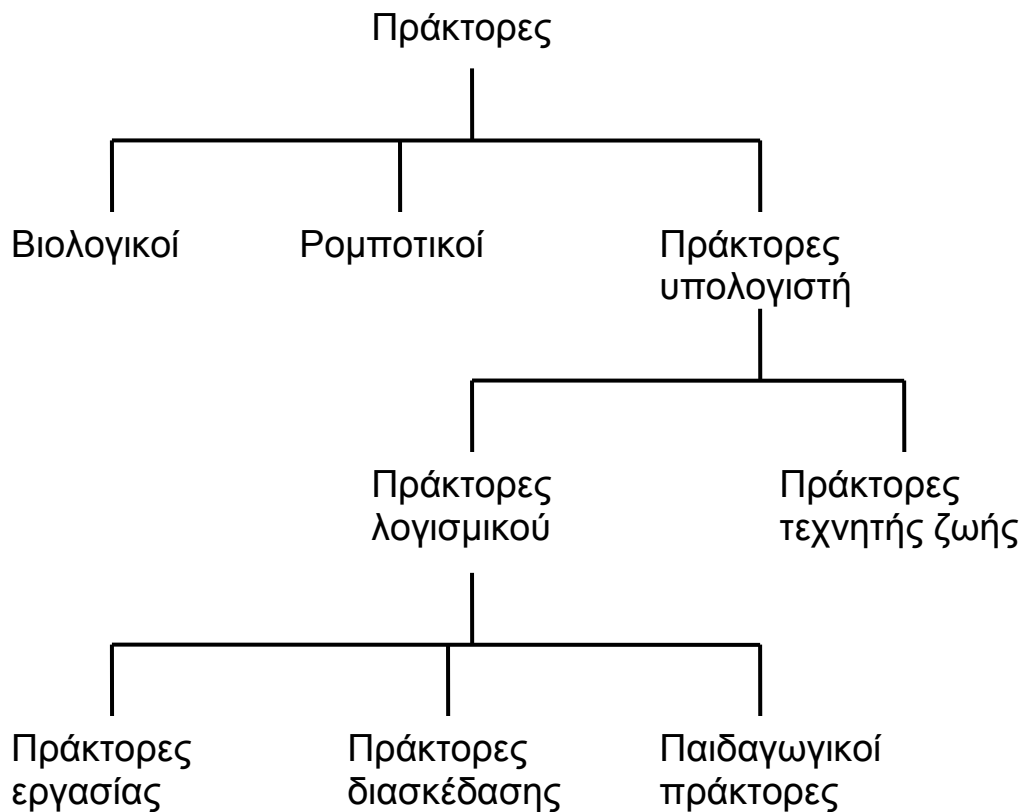 Πράκτορες
Βιολογικοί
Ρομποτικοί
Πράκτορες
υπολογιστή
Πράκτορες
λογισμικού
Πράκτορες
τεχνητής ζωής
Πράκτορες
εργασίας
Πράκτορες
διασκέδασης
Παιδαγωγικοί
πράκτορες